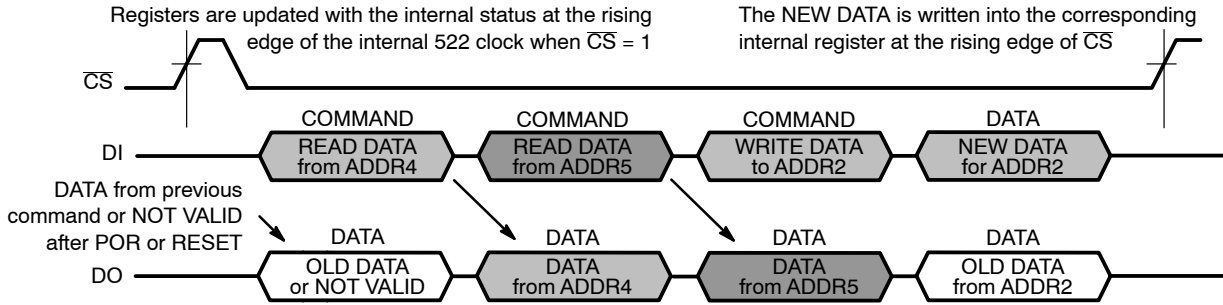 Registers are updated with the internal status at the rising
edge of the internal 522 clock when CS = 1
The NEW DATA is written into the corresponding
internal register at the rising edge of CS
CS
COMMAND
COMMAND
COMMAND
DATA
DI
READ DATA
from ADDR4
READ DATA
from ADDR5
WRITE DATA
to ADDR2
NEW DATA
for ADDR2
DATA from previous
command or NOT VALID
after POR or RESET
DATA
DATA
DATA
DATA
DO
OLD DATA
or NOT VALID
DATA
from ADDR4
DATA
from ADDR5
OLD DATA
from ADDR2